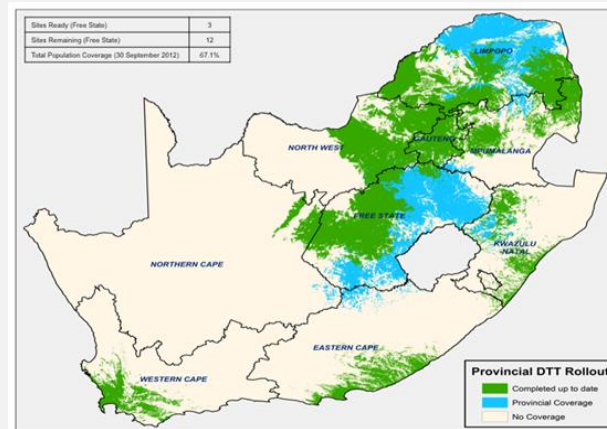 Sites Ready (Free State) 3
Sites Remaining (Free State) 12
Total Population Coverage (30 September 2012) 67.1%
LIMPOPO
NORTH WEST
GAUTENG
MPUMALANGA
FREE STATE
KWAZULU
NATAL
NORTHERN CAPE
EASTERN CAPE
WESTERN CAPE
Provincial DTT Rollout
Completed up to date
Provincial Coverage
No Coverage